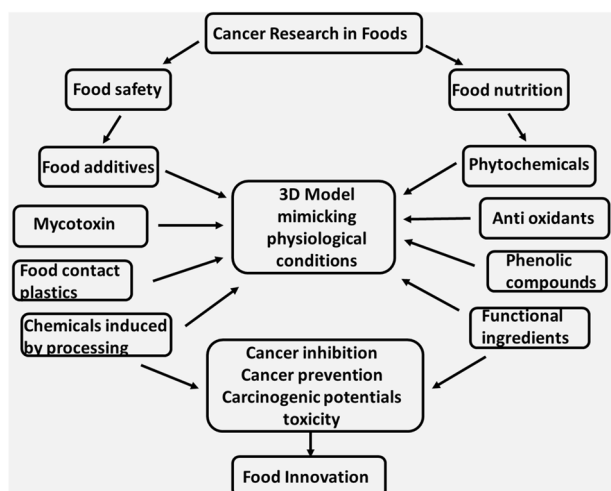 Cancer Research in Foods
Food safety
Food nutrition
Food additives
Phytochemicals
3D Model
mimicking
physiological
conditions
Mycotoxin
Anti oxidants
Food contact
plastics
Phenolic
compounds
Chemicals induced
by processing
Functional
ingredients
Cancer inhibition
Cancer prevention
Carcinogenic potentials
toxicity
Food Innovation